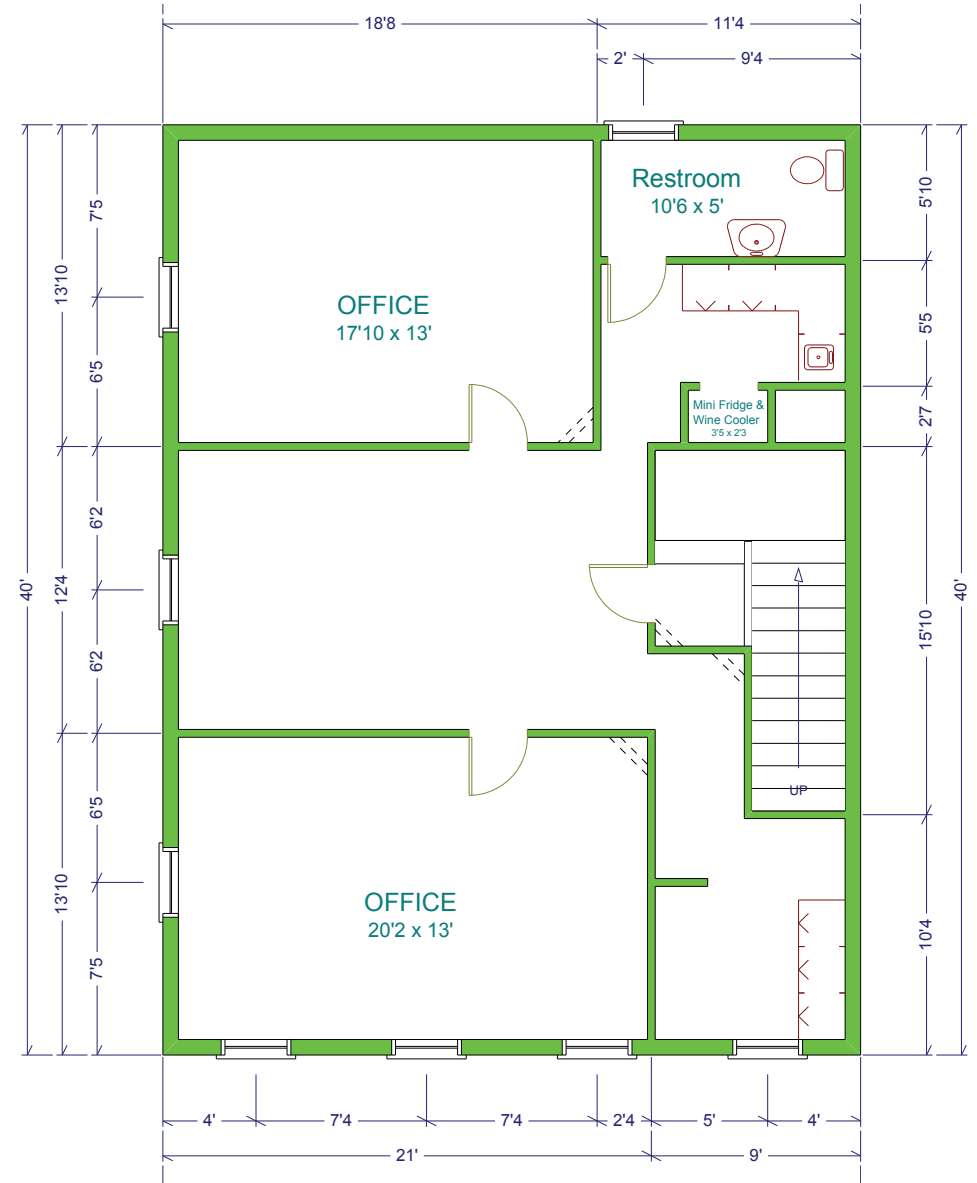 18'8
11'4
2'
9'4
Restroom
10'6 x 5'
7'5
5'10
13'10
OFFICE
17'10 x 13'
5'5
6'5
Mini Fridge &
Wine Cooler
3'5 x 2'3
2'7
6'2
40'
12'4
15'10
40'
6'2
UP
6'5
13'10
OFFICE
20'2 x 13'
10'4
7'5
4'
7'4
7'4
2'4
5'
4'
21'
9'